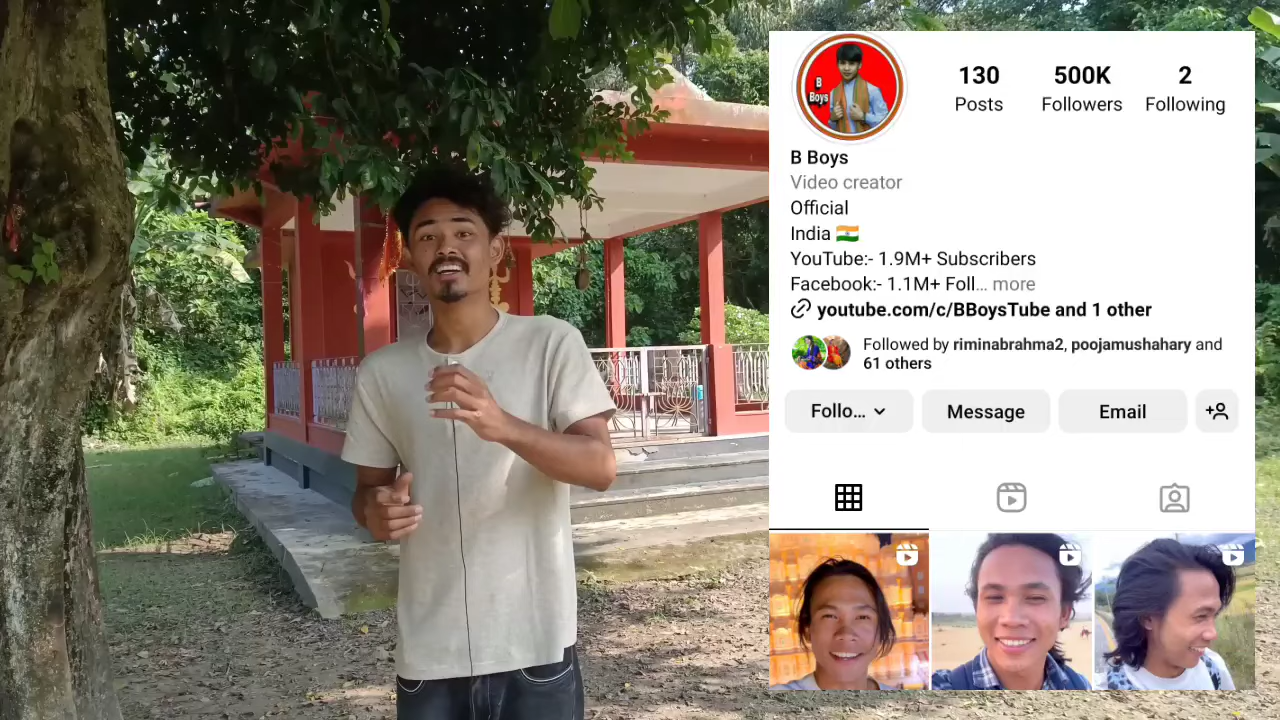 B
Boys
130
Posts
500K
Followers
2
Following
B Boys
Video creator
Official
India 🇮🇳
YouTube:- 1.9M+ Subscribers
Facebook:- 1.1M+ Foll… more
youtube.com/c/BBoysTube and 1 other
Followed by riminabrahma2, poojamushahary and
61 others
Follo…
Message
Email